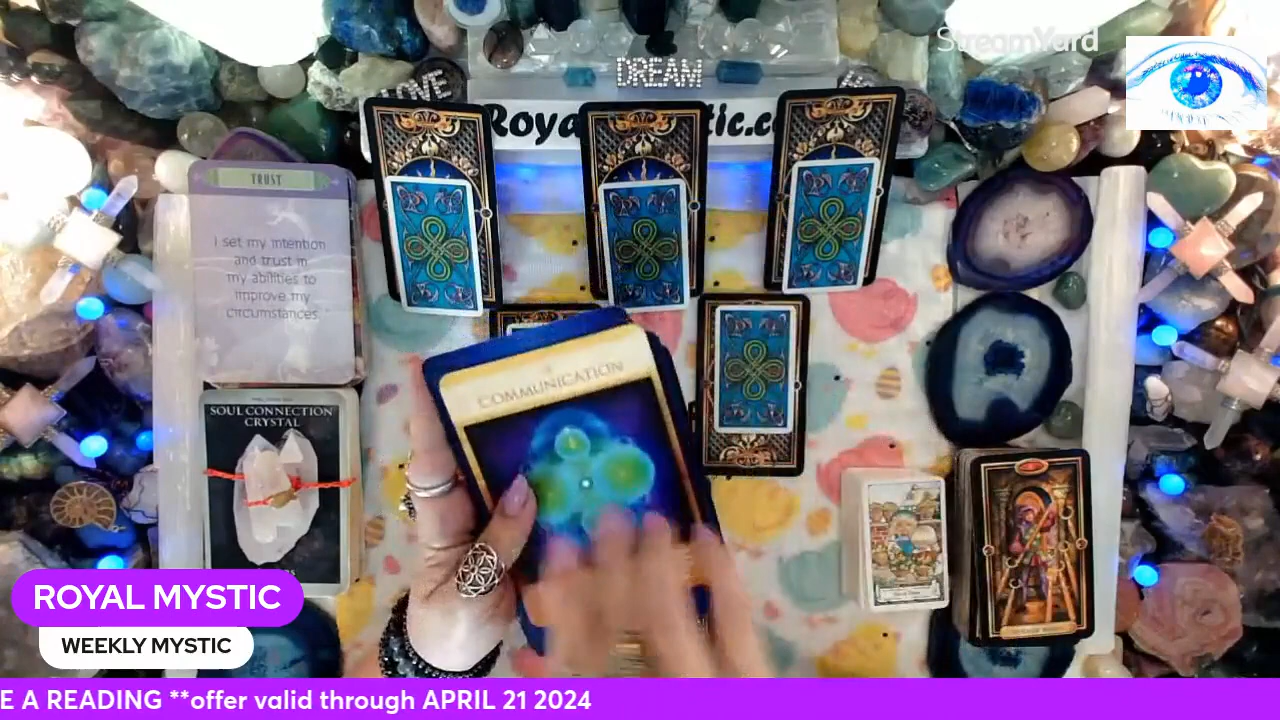 StreamYard
LOVE
DREAM
TRUST
I set my intention
and trust in
my abilities to
improve my
circumstances.
COMMUNICATION
SOUL CONNECTION
CRYSTAL
ROYAL MYSTIC
WEEKLY MYSTIC
E A READING **offer valid through APRIL 21 2024